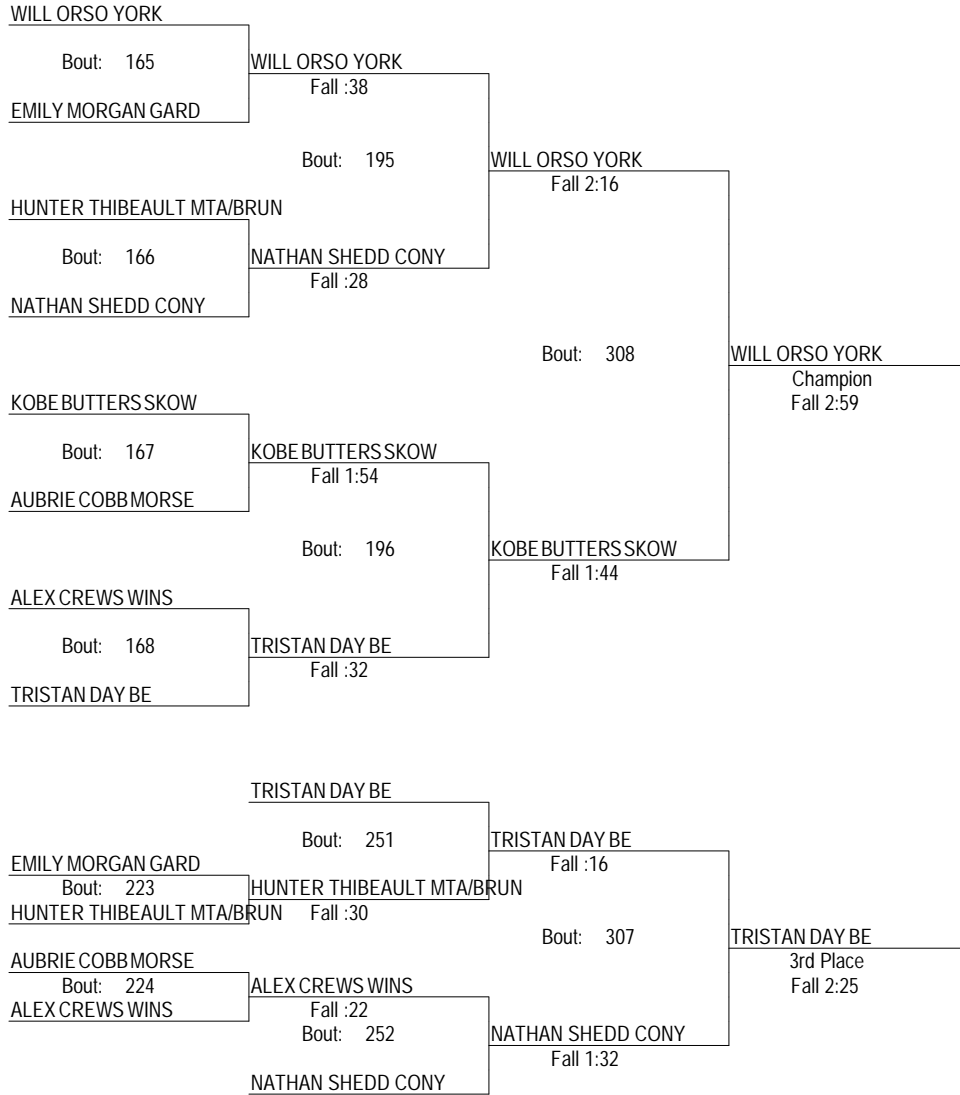 WILL ORSO YORK
Bout: 165
WILL ORSO YORK
Fall :38
EMILY MORGAN GARD
Bout: 195
WILL ORSO YORK
Fall 2:16
HUNTER THIBEAULT MTA/BRUN
Bout: 166
NATHAN SHEDD CONY
Fall :28
NATHAN SHEDD CONY
Bout: 308
WILL ORSO YORK
Champion
Fall 2:59
KOBE BUTTERS SKOW
Bout: 167
KOBE BUTTERS SKOW
Fall 1:54
AUBRIE COBB MORSE
Bout: 196
KOBE BUTTERS SKOW
Fall 1:44
ALEX CREWS WINS
Bout: 168
TRISTAN DAY BE
Fall :32
TRISTAN DAY BE
TRISTAN DAY BE
Bout: 251
TRISTAN DAY BE
Fall :16
EMILY MORGAN GARD
Bout: 223
HUNTER THIBEAULT MTA/BRUN
HUNTER THIBEAULT MTA/BRUN
Fall :30
Bout: 307
TRISTAN DAY BE
3rd Place
Fall 2:25
AUBRIE COBB MORSE
Bout: 224
ALEX CREWS WINS
ALEX CREWS WINS
Fall :22
Bout: 252
NATHAN SHEDD CONY
Fall 1:32
NATHAN SHEDD CONY